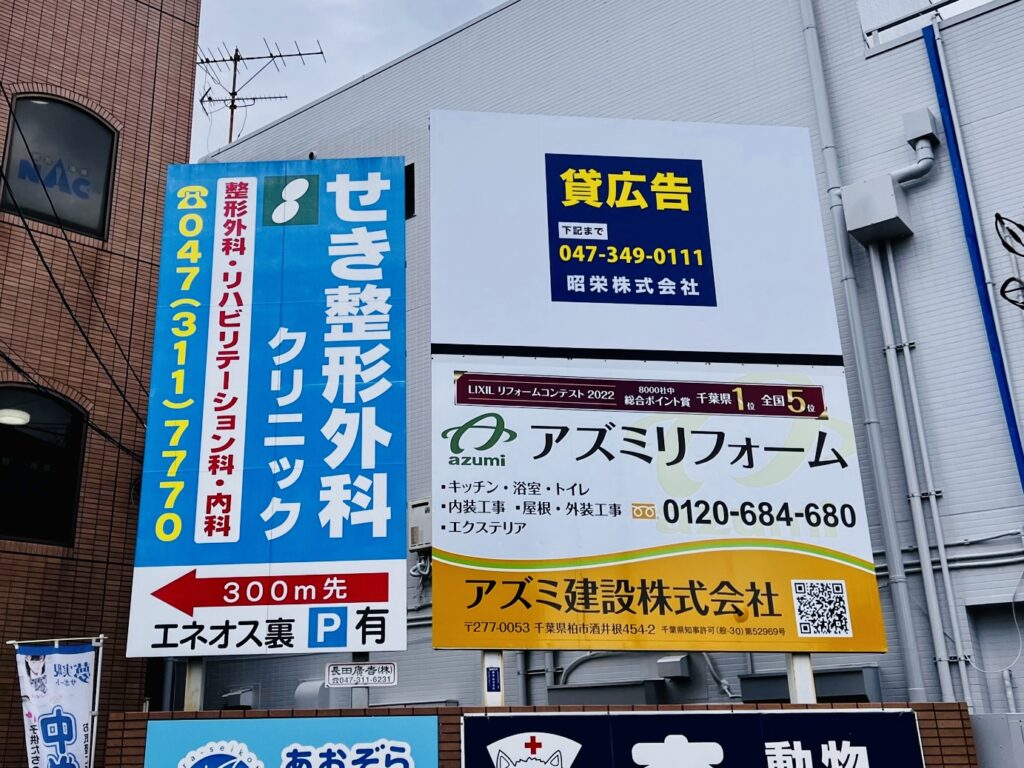 せき整形外科
クリニック
整形外科・リハビリテーション科・内科
☎047(311)7770
300m先
エネオス裏 P 有
長田廣告(株)
☎047-311-6231
貸広告
下記まで
047-349-0111
昭栄株式会社
LIXIL リフォームコンテスト 2022 8000社中 総合ポイント賞 千葉県1位 全国5位
azumi
アズミリフォーム
▪キッチン・浴室・トイレ
▪内装工事 ▪屋根・外装工事
▪エクステリア
0120-684-680
アズミ建設株式会社
〒277-0053 千葉県柏市酒井根454-2 千葉県知事許可(般-30)第52969号
NAC
夢実現
サポート
あおぞら
動物